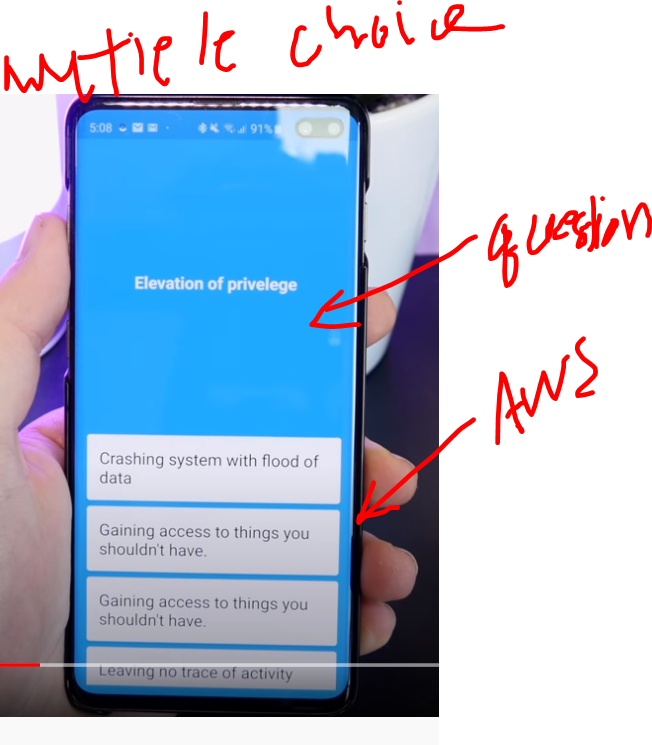 multiple choice
5:08
91%
Elevation of privelege
question
Answ
Crashing system with flood of
data
Gaining access to things you
shouldn't have.
Gaining access to things you
shouldn't have.
Leaving no trace of activity